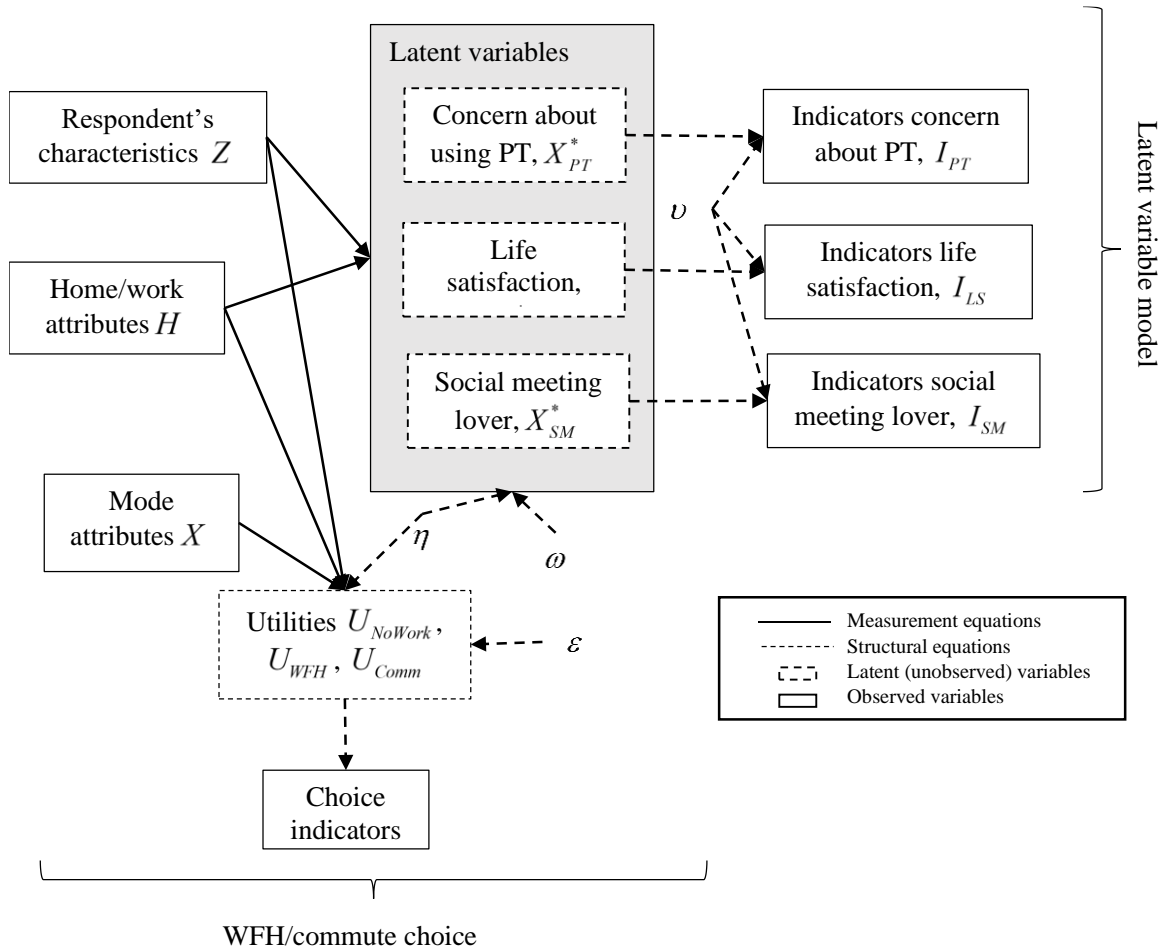 Latent variables
Respondent's
characteristics Z
Concern about
using PT, X*PT
Indicators concern
about PT, IPT
Latent variable model
υ
Home/work
attributes H
Life
satisfaction,
Indicators life
satisfaction, ILS
Social meeting
lover, X*SM
Indicators social
meeting lover, ISM
Mode
attributes X
η
ω
Utilities UNoWork,
UWFH, UComm
ε
Measurement equations
Structural equations
Latent (unobserved) variables
Observed variables
Choice
indicators
WFH/commute choice